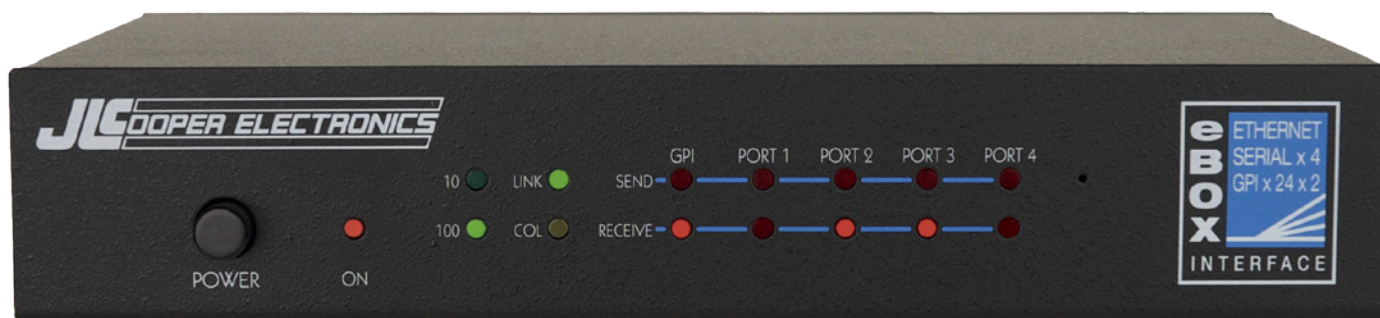 JLCOOPER ELECTRONICS
POWER
ON
10
LINK
100
COL
GPI
PORT 1
PORT 2
PORT 3
PORT 4
SEND
RECEIVE
eBOX
ETHERNET
SERIAL x 4
GPI x 24 x 2
INTERFACE